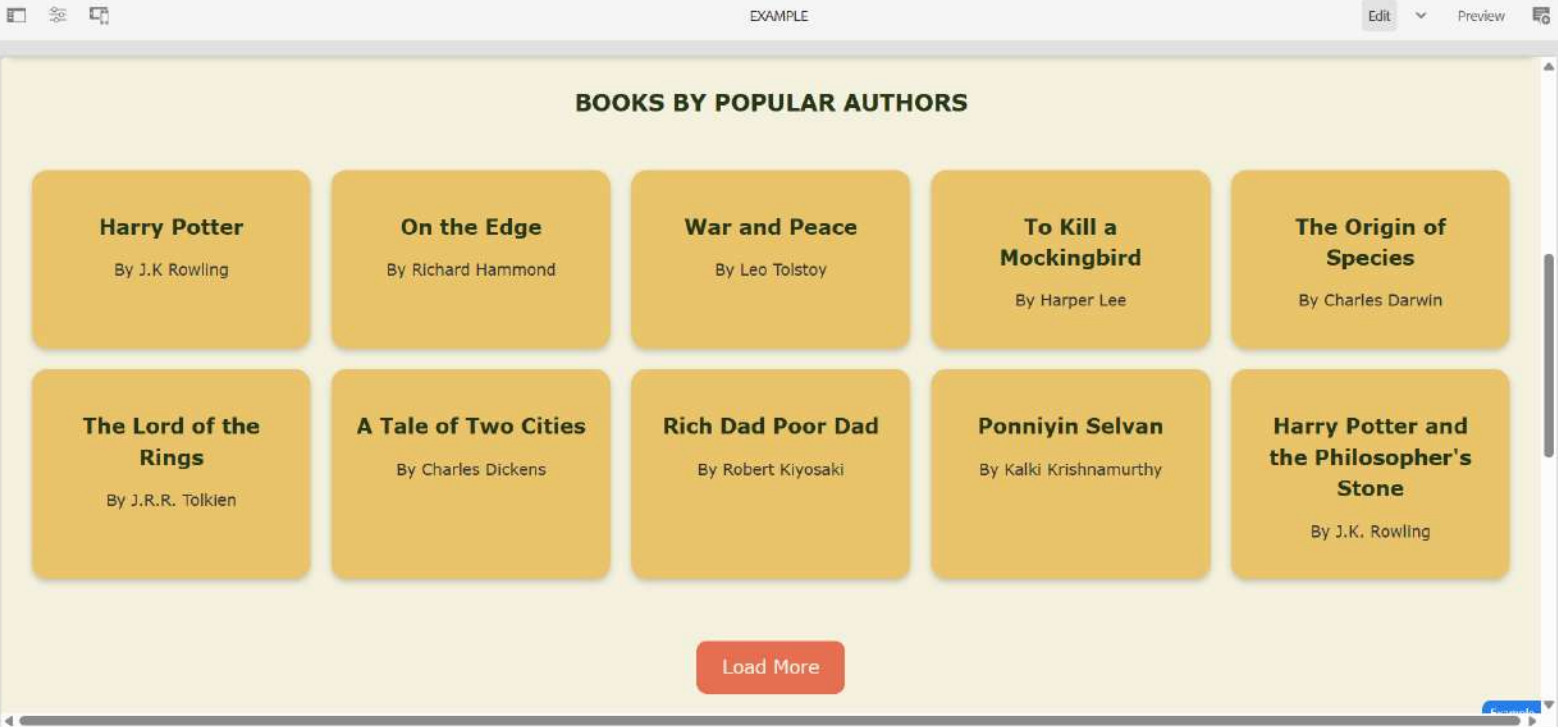 EXAMPLE
Edit
Preview
BOOKS BY POPULAR AUTHORS
Harry Potter
By J.K Rowling
On the Edge
By Richard Hammond
War and Peace
By Leo Tolstoy
To Kill a
Mockingbird
By Harper Lee
The Origin of
Species
By Charles Darwin
The Lord of the
Rings
By J.R.R. Tolkien
A Tale of Two Cities
By Charles Dickens
Rich Dad Poor Dad
By Robert Kiyosaki
Ponniyin Selvan
By Kalki Krishnamurthy
Harry Potter and
the Philosopher's
Stone
By J.K. Rowling
Load More
Example